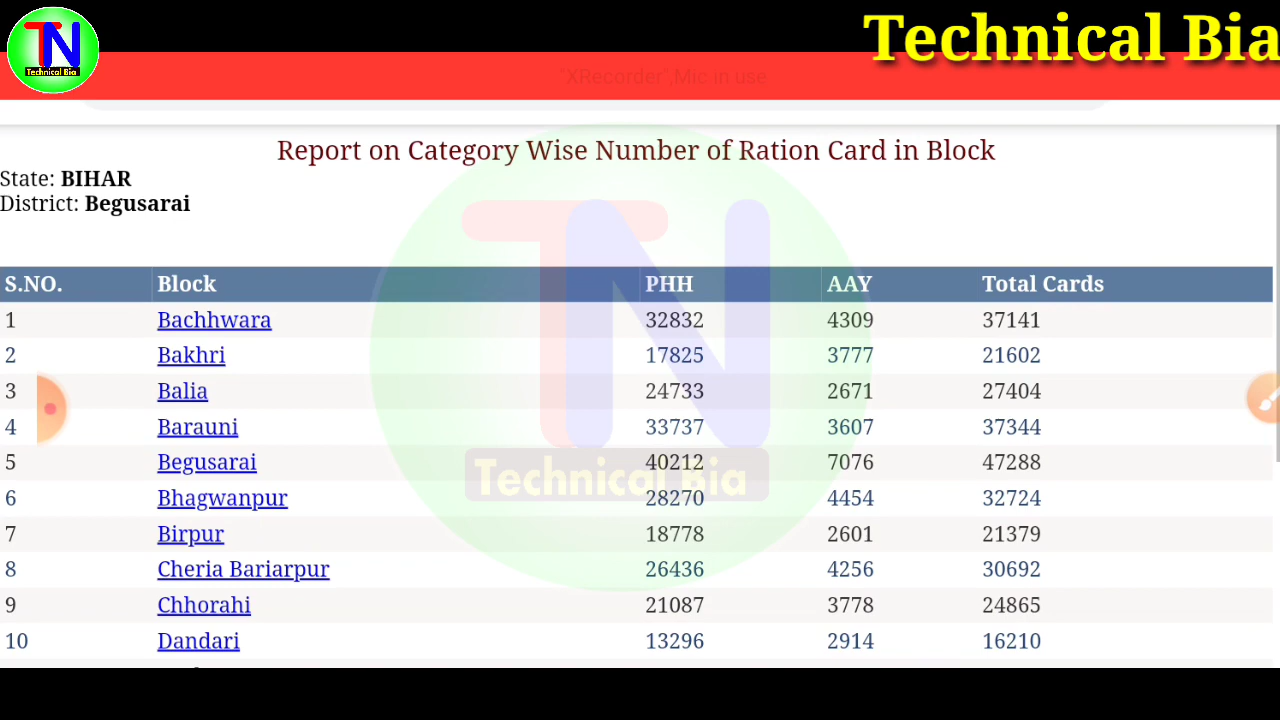 Technical Bia
TN
Technical Bia
"XRecorder",Mic in use
Report on Category Wise Number of Ration Card in Block
State: BIHAR
District: Begusarai
S.NO. Block PHH AAY Total Cards
1 Bachhwara 32832 4309 37141
2 Bakhri 17825 3777 21602
3 Balia 24733 2671 27404
4 Barauni 33737 3607 37344
5 Begusarai 40212 7076 47288
6 Bhagwanpur 28270 4454 32724
7 Birpur 18778 2601 21379
8 Cheria Bariarpur 26436 4256 30692
9 Chhorahi 21087 3778 24865
10 Dandari 13296 2914 16210
TN
Technical Bia